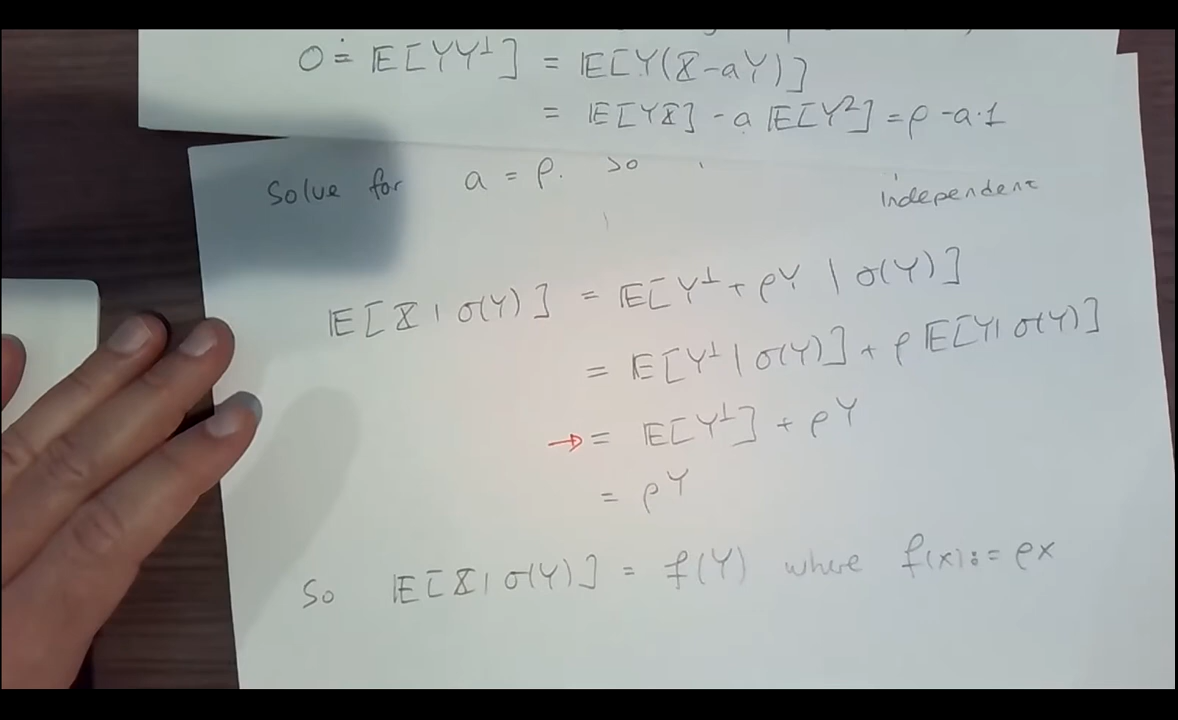 0 ≐ 𝔼[YY⊥] = 𝔼[Y(X-aY)]
= 𝔼[YX] - a 𝔼[Y²] = ρ - a·1
Solve for a = ρ. so
independent
𝔼[X | σ(Y)] = 𝔼[Y⊥ + ρY | σ(Y)]
= 𝔼[Y⊥ | σ(Y)] + ρ 𝔼[Y | σ(Y)]
→ = 𝔼[Y⊥] + ρY
= ρY
So 𝔼[X | σ(Y)] = f(Y) where f(x) := ρx